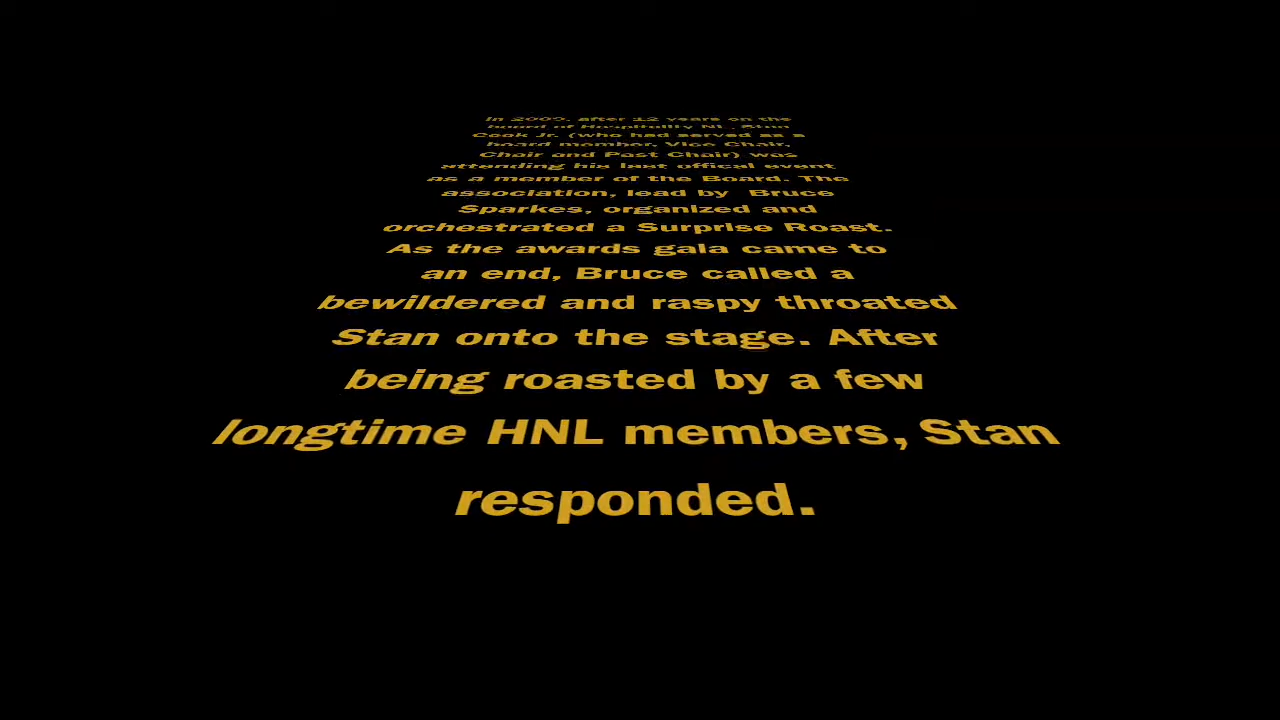 In 2009, after 12 years on the
board of Hospitality NL, Stan
Cook Jr. (who had served as a
board member, Vice Chair,
Chair and Past Chair) was
attending his last offical event
as a member of the Board. The
association, lead by Bruce
Sparkes, organized and
orchestrated a Surprise Roast.
As the awards gala came to
an end, Bruce called a
bewildered and raspy throated
Stan onto the stage. After
being roasted by a few
longtime HNL members, Stan
responded.